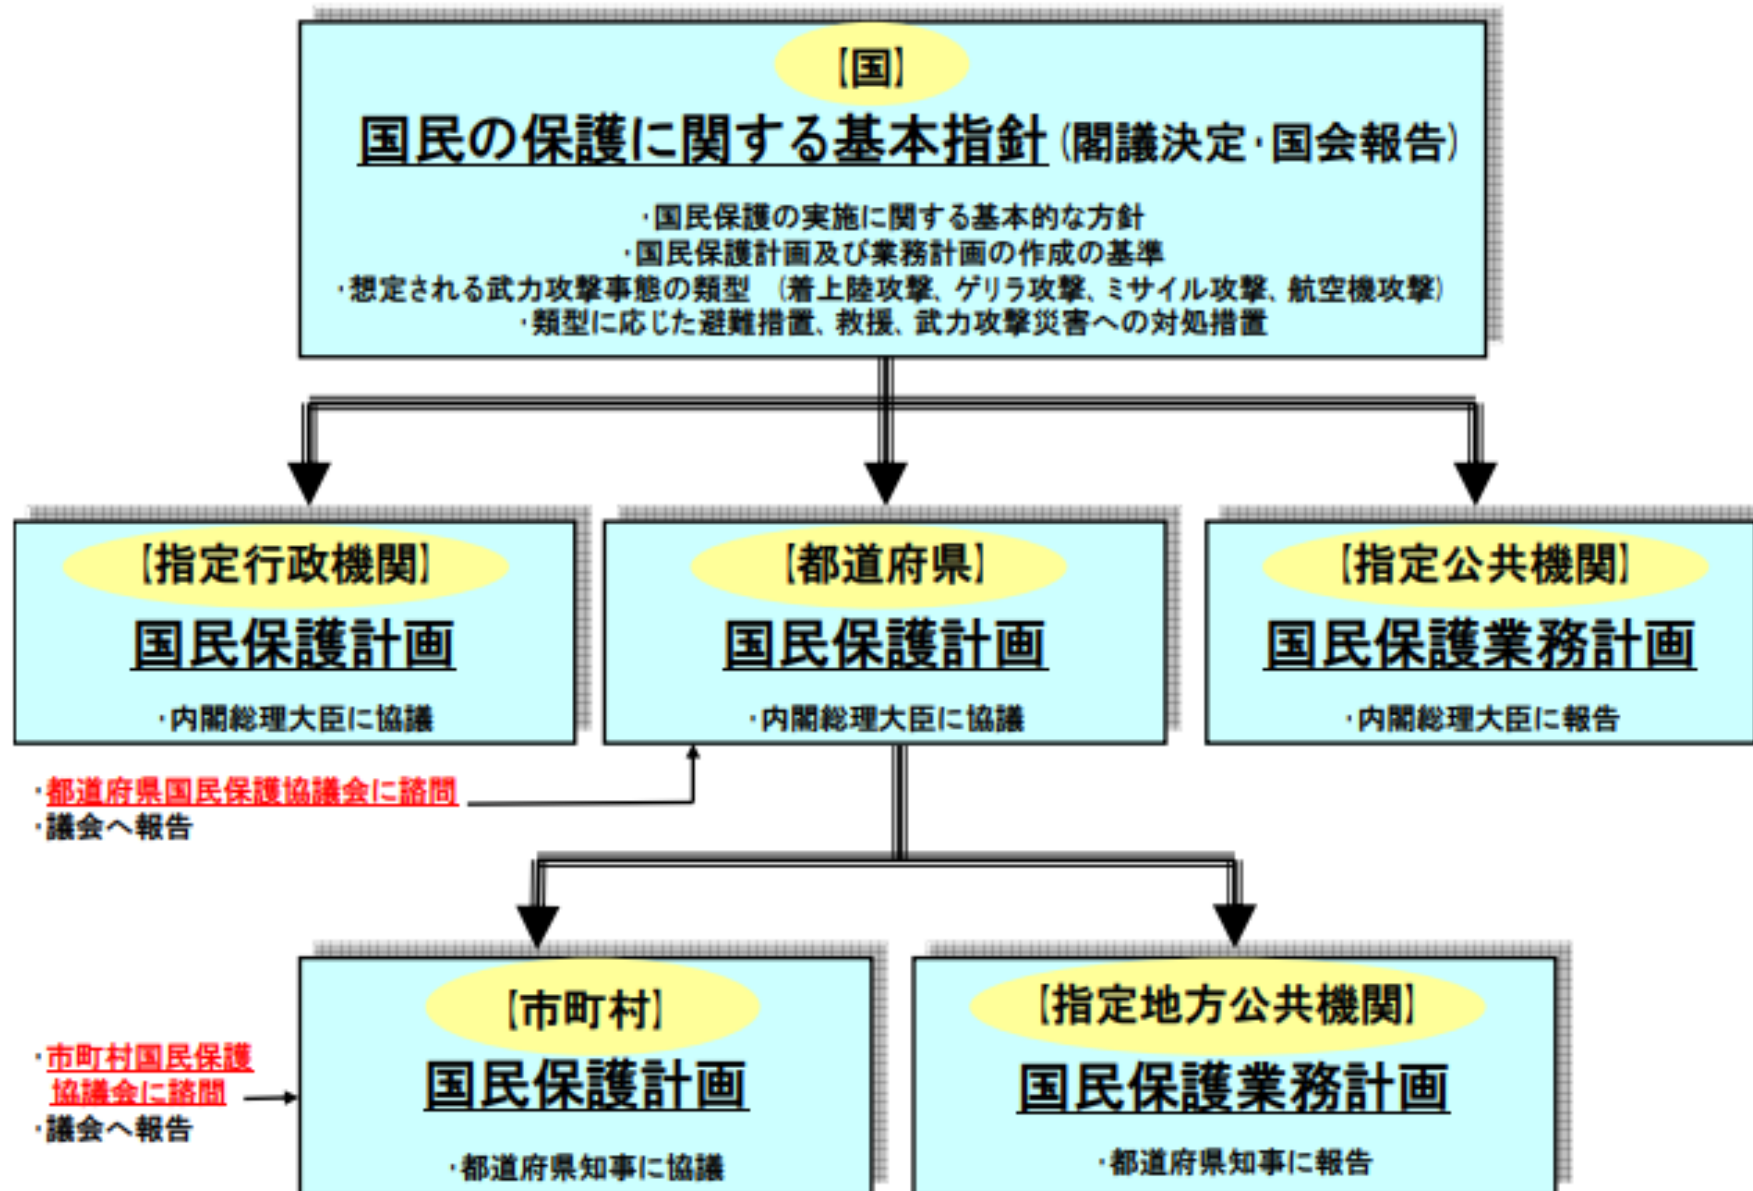 【国】
国民の保護に関する基本指針（閣議決定・国会報告）
・国民保護の実施に関する基本的な方針
・国民保護計画及び業務計画の作成の基準
・想定される武力攻撃事態の類型　（着上陸攻撃、ゲリラ攻撃、ミサイル攻撃、航空機攻撃）
・類型に応じた避難措置、救援、武力攻撃災害への対処措置
【指定行政機関】
国民保護計画
・内閣総理大臣に協議
【都道府県】
国民保護計画
・内閣総理大臣に協議
【指定公共機関】
国民保護業務計画
・内閣総理大臣に報告
・都道府県国民保護協議会に諮問
・議会へ報告
【市町村】
国民保護計画
・都道府県知事に協議
【指定地方公共機関】
国民保護業務計画
・都道府県知事に報告
・市町村国民保護
協議会に諮問
・議会へ報告